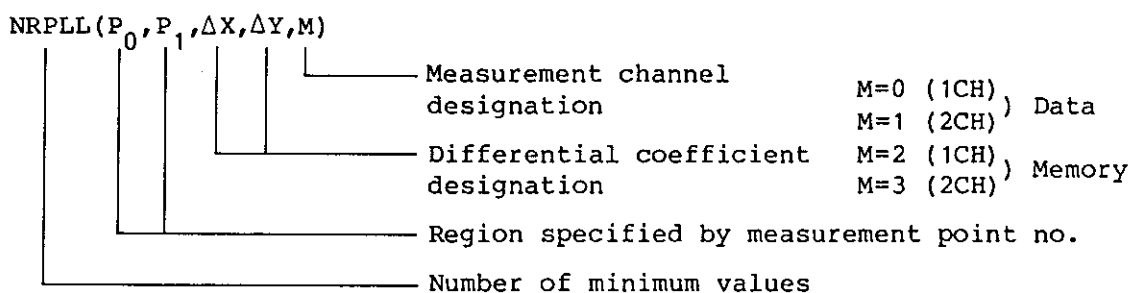 NRPLL(P0,P1,ΔX,ΔY,M)
Measurement channel
designation
M=0 (1CH)
M=1 (2CH)
) Data
Differential coefficient
designation
M=2 (1CH)
M=3 (2CH)
) Memory
Region specified by measurement point no.
Number of minimum values